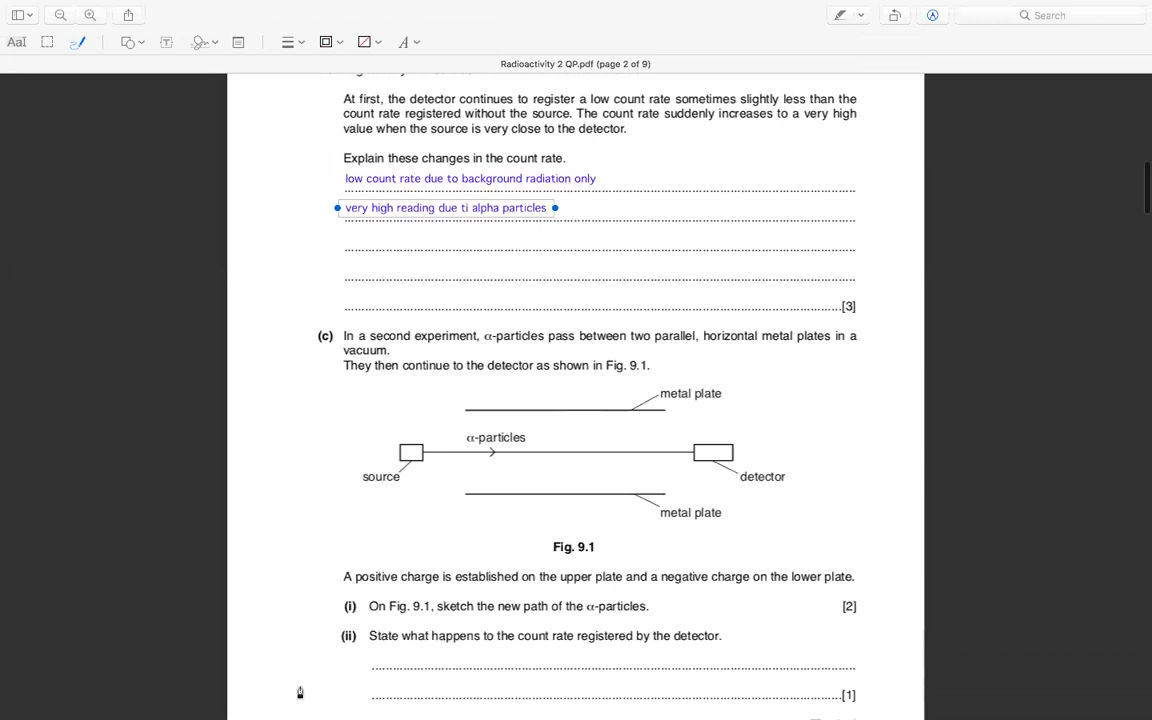 Search
AaI
T
A
Radioactivity 2 QP.pdf (page 2 of 9)
At first, the detector continues to register a low count rate sometimes slightly less than the
count rate registered without the source. The count rate suddenly increases to a very high
value when the source is very close to the detector.
Explain these changes in the count rate.
low count rate due to background radiation only
very high reading due ti alpha particles
[3]
(c) In a second experiment, α-particles pass between two parallel, horizontal metal plates in a
vacuum.
They then continue to the detector as shown in Fig. 9.1.
metal plate
α-particles
source
detector
metal plate
Fig. 9.1
A positive charge is established on the upper plate and a negative charge on the lower plate.
(i) On Fig. 9.1, sketch the new path of the α-particles. [2]
(ii) State what happens to the count rate registered by the detector.
[1]